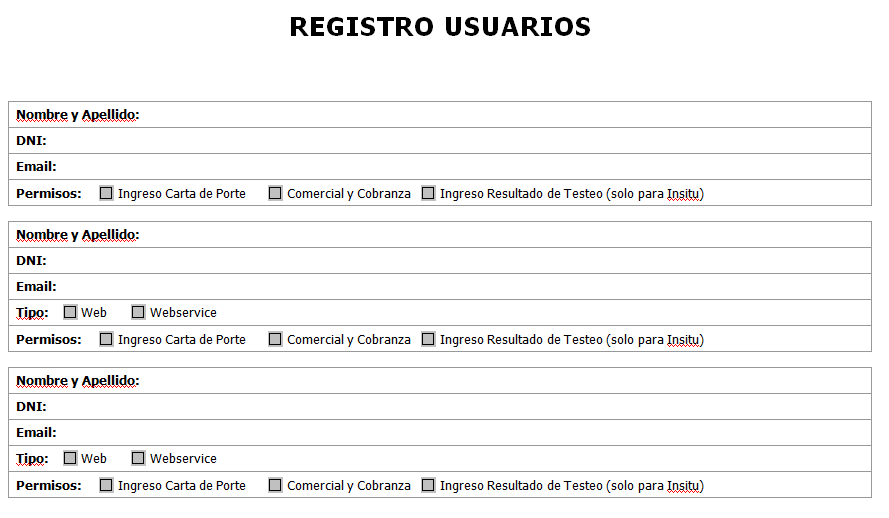 REGISTRO USUARIOS
Nombre y Apellido:
DNI:
Email:
Permisos: Ingreso Carta de Porte Comercial y Cobranza Ingreso Resultado de Testeo (solo para Insitu)
Nombre y Apellido:
DNI:
Email:
Tipo: Web Webservice
Permisos: Ingreso Carta de Porte Comercial y Cobranza Ingreso Resultado de Testeo (solo para Insitu)
Nombre y Apellido:
DNI:
Email:
Tipo: Web Webservice
Permisos: Ingreso Carta de Porte Comercial y Cobranza Ingreso Resultado de Testeo (solo para Insitu)